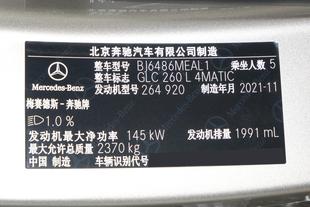 北京奔驰汽车有限公司制造
整车型号 BJ6486MEAL1 乘坐人数 5
整车型号 GLC 260 L 4MATIC
Mercedes-Benz
发动机型号 264 920 制造年月 2021-11
梅赛德斯-奔驰牌
1.0 %
发动机最大净功率 145 kW 发动机排量 1991 mL
最大允许总质量 2370 kg
中国 制造 车辆识别代号